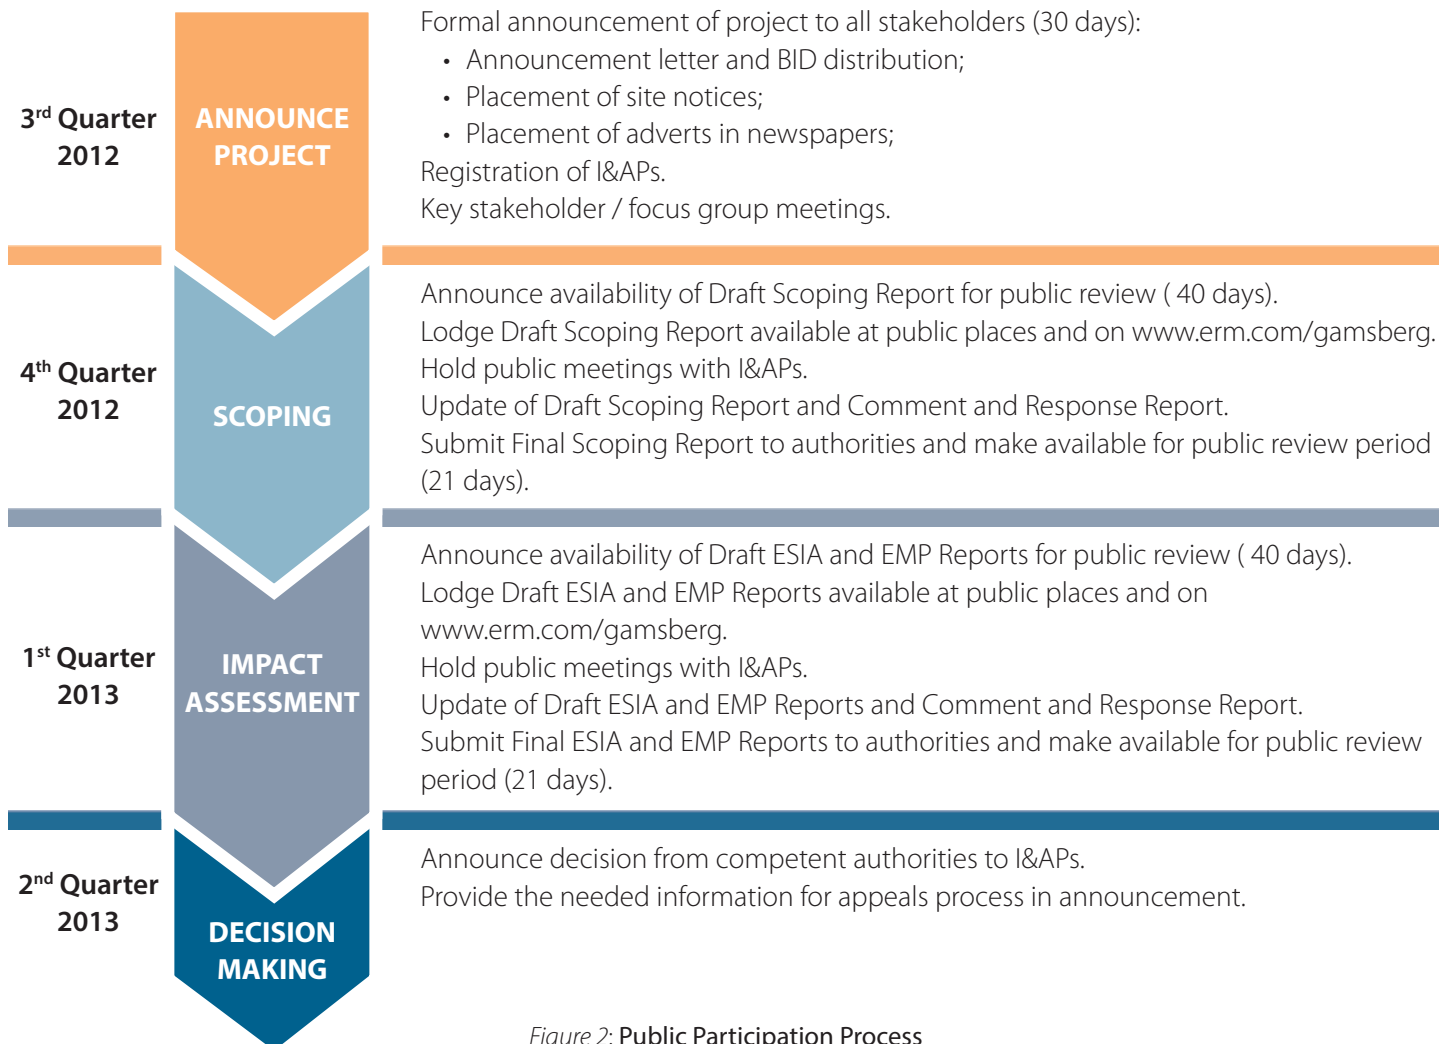 3rd Quarter
2012
ANNOUNCE
PROJECT
Formal announcement of project to all stakeholders (30 days):
• Announcement letter and BID distribution;
• Placement of site notices;
• Placement of adverts in newspapers;
Registration of I&APs.
Key stakeholder / focus group meetings.
4th Quarter
2012
SCOPING
Announce availability of Draft Scoping Report for public review ( 40 days).
Lodge Draft Scoping Report available at public places and on www.erm.com/gamsberg.
Hold public meetings with I&APs.
Update of Draft Scoping Report and Comment and Response Report.
Submit Final Scoping Report to authorities and make available for public review period
(21 days).
1st Quarter
2013
IMPACT
ASSESSMENT
Announce availability of Draft ESIA and EMP Reports for public review ( 40 days).
Lodge Draft ESIA and EMP Reports available at public places and on
www.erm.com/gamsberg.
Hold public meetings with I&APs.
Update of Draft ESIA and EMP Reports and Comment and Response Report.
Submit Final ESIA and EMP Reports to authorities and make available for public review
period (21 days).
2nd Quarter
2013
DECISION
MAKING
Announce decision from competent authorities to I&APs.
Provide the needed information for appeals process in announcement.
Figure 2: Public Participation Process